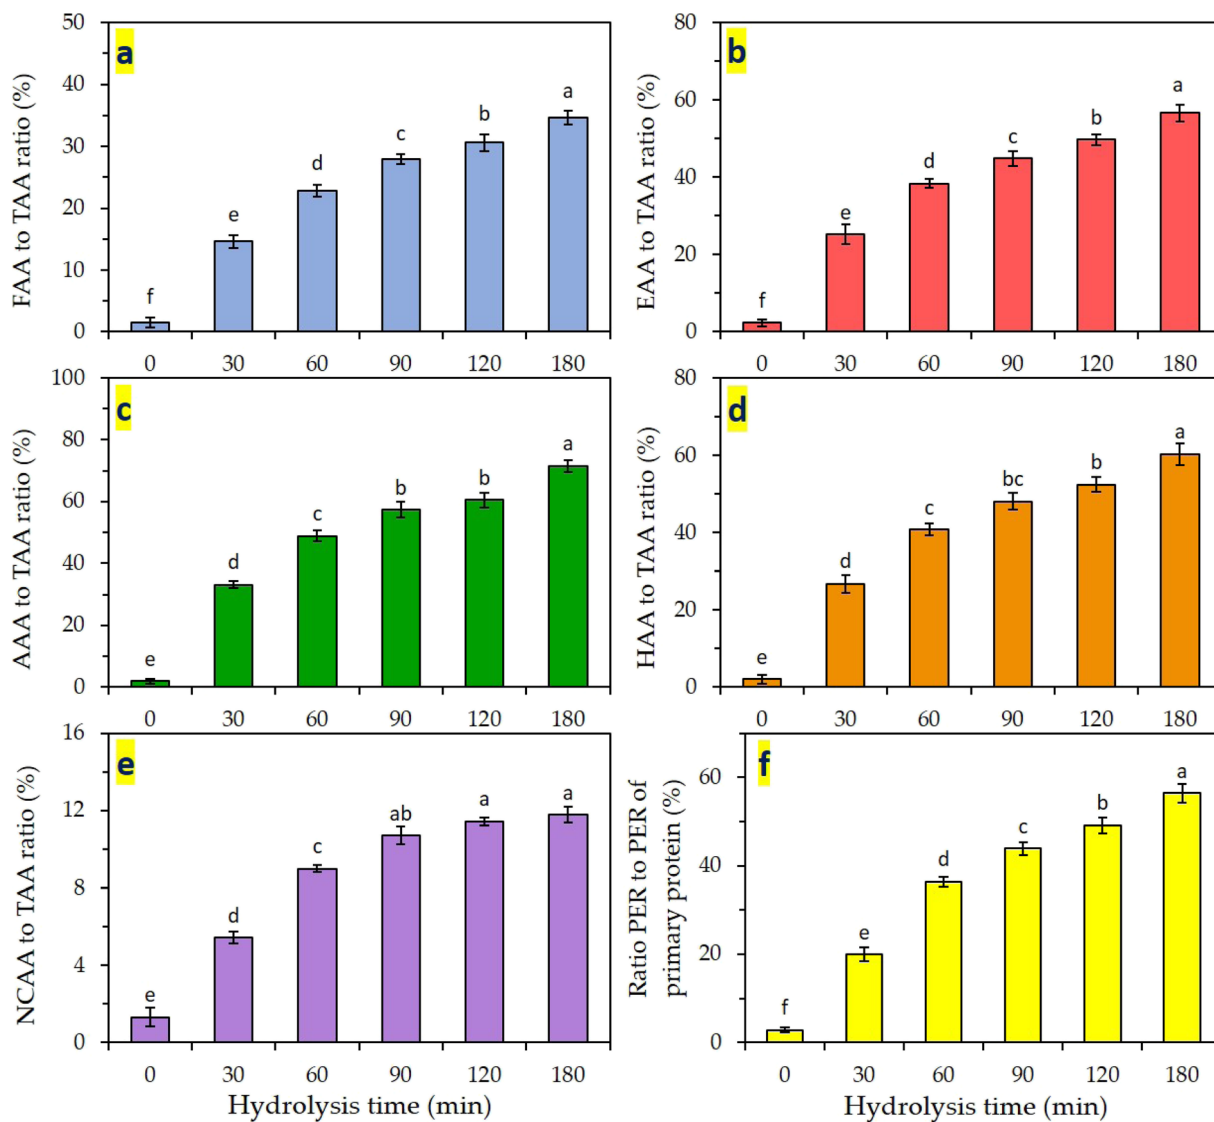 a
FAA to TAA ratio (%)
50
40
30
20
10
0
f
e
d
c
b
a
0 30 60 90 120 180
b
EAA to TAA ratio (%)
80
60
40
20
0
f
e
d
c
b
a
0 30 60 90 120 180
c
AAA to TAA ratio (%)
100
80
60
40
20
0
e
d
c
b
b
a
0 30 60 90 120 180
d
HAA to TAA ratio (%)
80
60
40
20
0
e
d
c
bc
b
a
0 30 60 90 120 180
e
NCAA to TAA ratio (%)
16
12
8
4
0
e
d
c
ab
a
a
0 30 60 90 120 180
Hydrolysis time (min)
f
Ratio PER to PER of
primary protein (%)
60
40
20
0
f
e
d
c
b
a
0 30 60 90 120 180
Hydrolysis time (min)